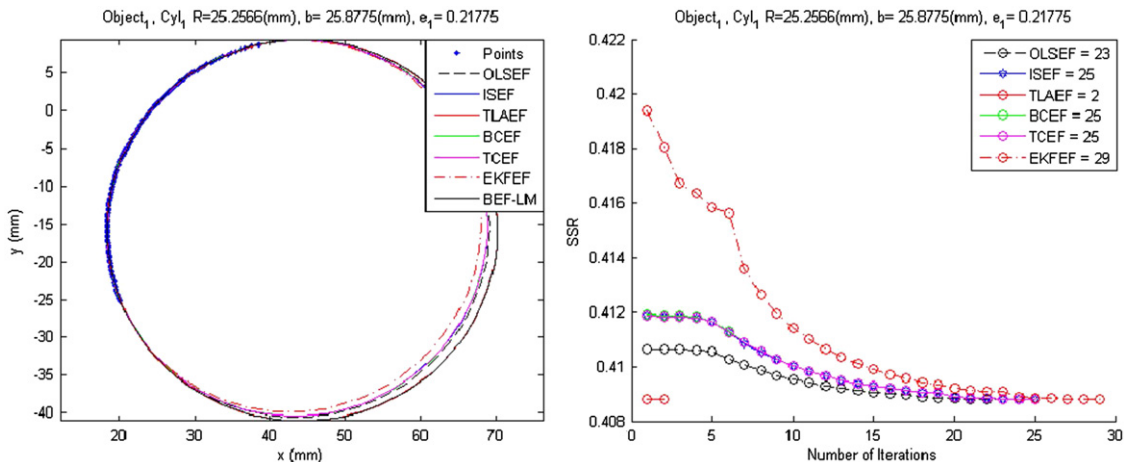 Object1, Cyl1 R=25.2566(mm), b= 25.8775(mm), e1= 0.21775
5
0
-5
-10
-15
-20
-25
-30
-35
-40
y (mm)
20
30
40
50
60
70
x (mm)
Points
OLSEF
ISEF
TLAEF
BCEF
TCEF
EKFEF
BEF-LM
Object1, Cyl1 R=25.2566(mm), b= 25.8775(mm), e1= 0.21775
0.422
0.42
0.418
0.416
0.414
0.412
0.41
0.408
SSR
0
5
10
15
20
25
30
Number of Iterations
OLSEF = 23
ISEF = 25
TLAEF = 2
BCEF = 25
TCEF = 25
EKFEF = 29